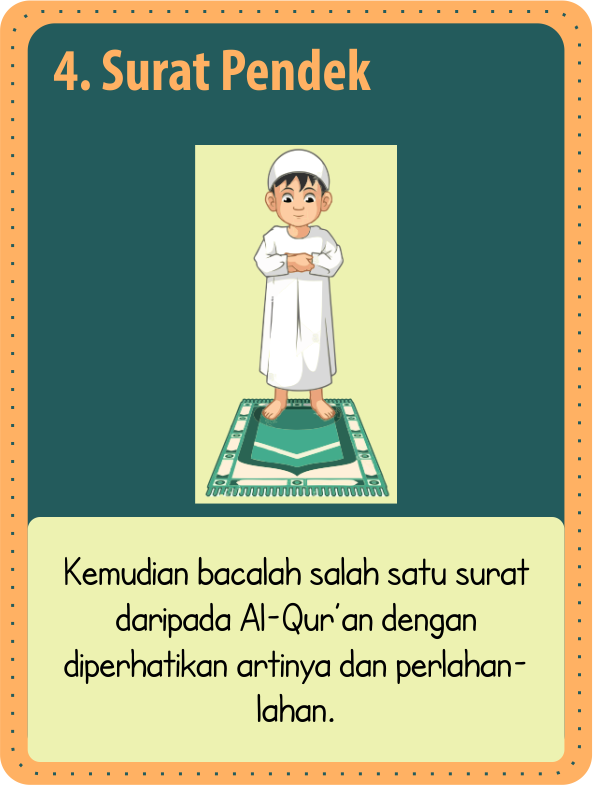 4. Surat Pendek
Kemudian bacalah salah satu surat
daripada Al-Qur'an dengan
diperhatikan artinya dan perlahan-
lahan.